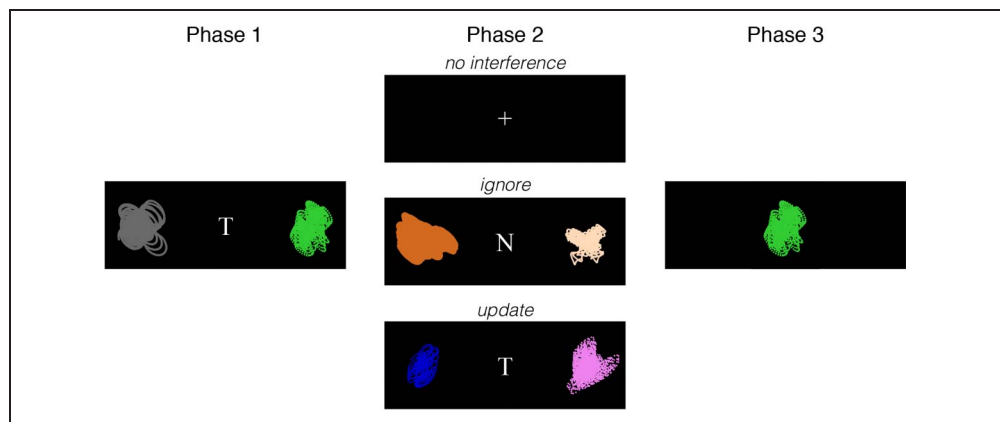 Phase 1 Phase 2 Phase 3
no interference
+
ignore
T
N
update
T